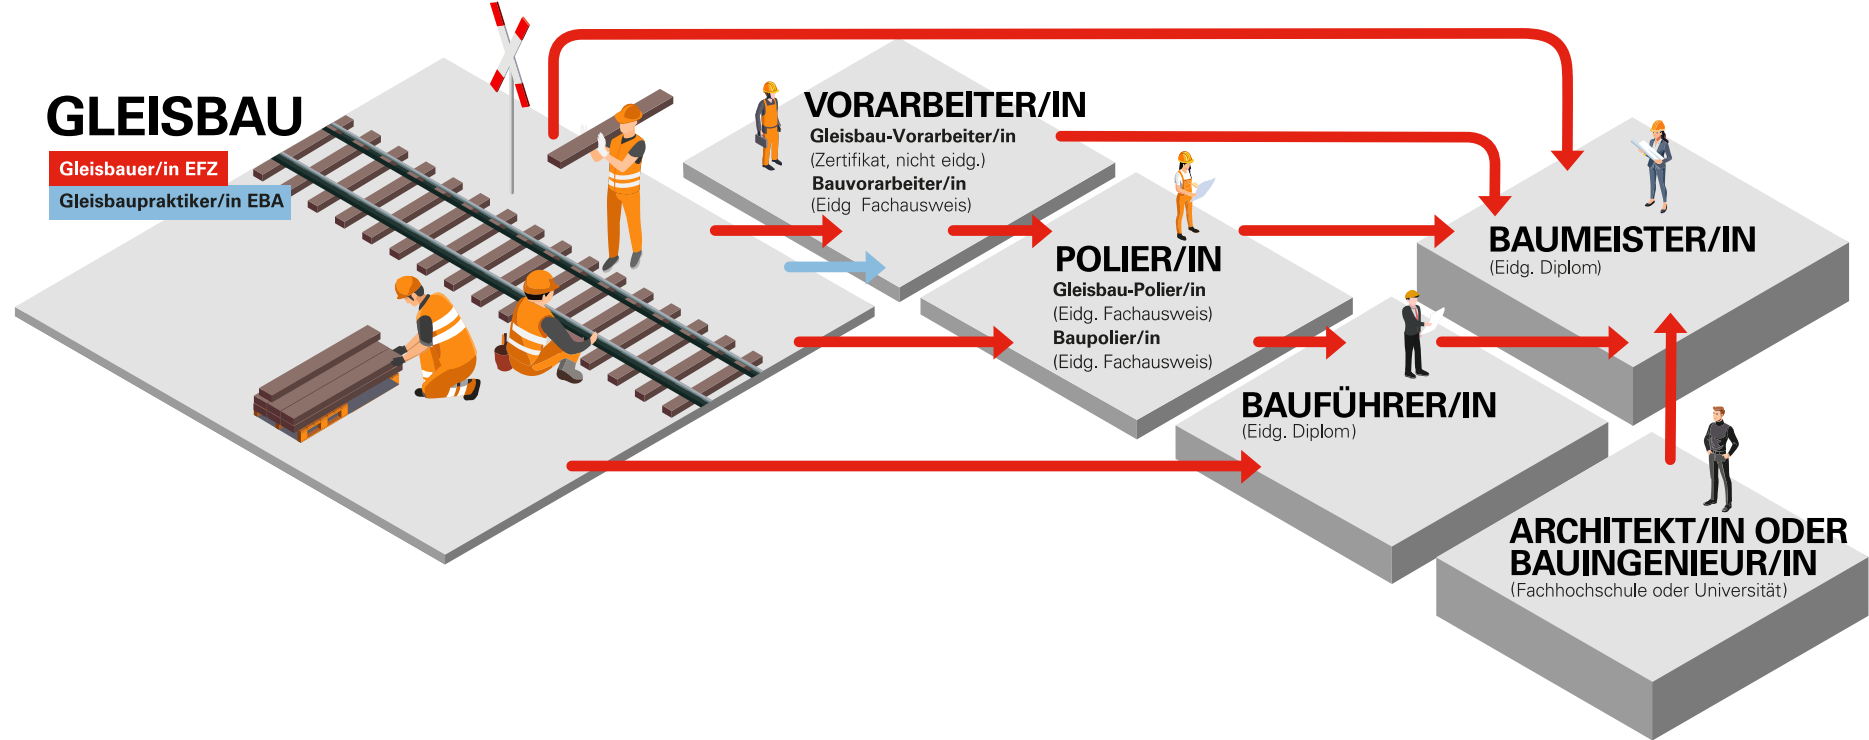 GLEISBAU
Gleisbauer/in EFZ
Gleisbaupraktiker/in EBA
VORARBEITER/IN
Gleisbau-Vorarbeiter/in
(Zertifikat, nicht eidg.)
Bauvorarbeiter/in
(Eidg Fachausweis)
POLIER/IN
Gleisbau-Polier/in
(Eidg. Fachausweis)
Baupolier/in
(Eidg. Fachausweis)
BAUFÜHRER/IN
(Eidg. Diplom)
BAUMEISTER/IN
(Eidg. Diplom)
ARCHITEKT/IN ODER
BAUINGENIEUR/IN
(Fachhochschule oder Universität)